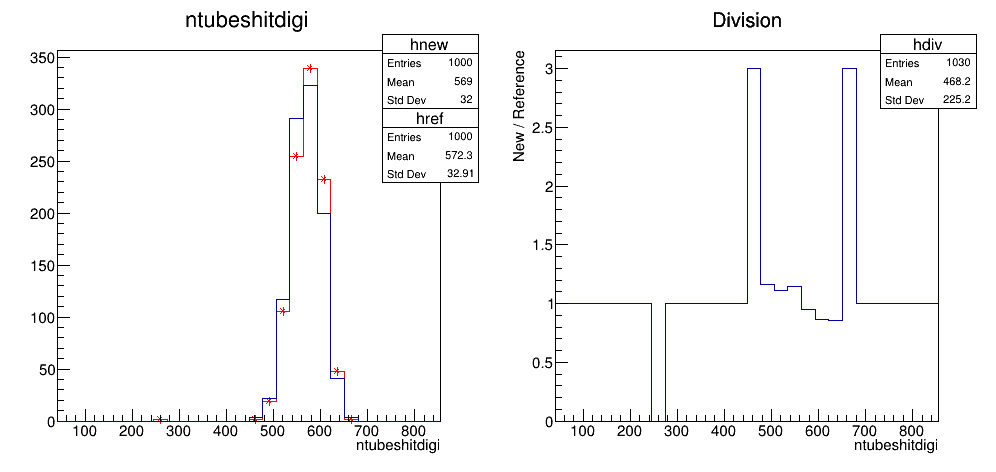 ntubeshitdigi
hnew
Entries 1000
Mean 569
Std Dev 32
href
Entries 1000
Mean 572.3
Std Dev 32.91
350
300
250
200
150
100
50
0
100 200 300 400 500 600 700 800
ntubeshitdigi
Division
hdiv
Entries 1030
Mean 468.2
Std Dev 225.2
New / Reference
3
2.5
2
1.5
1
0.5
0
100 200 300 400 500 600 700 800
ntubeshitdigi